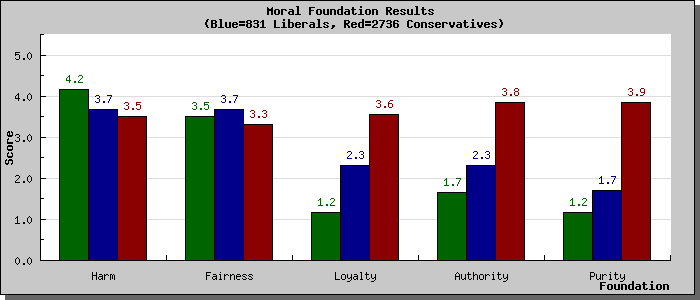 Moral Foundation Results
(Blue=831 Liberals, Red=2736 Conservatives)
5.0
4.0
3.0
2.0
1.0
0.0
Score
4.2
3.7
3.5
3.5
3.7
3.3
1.2
2.3
3.6
1.7
2.3
3.8
1.2
1.7
3.9
Harm
Fairness
Loyalty
Authority
Purity
Foundation